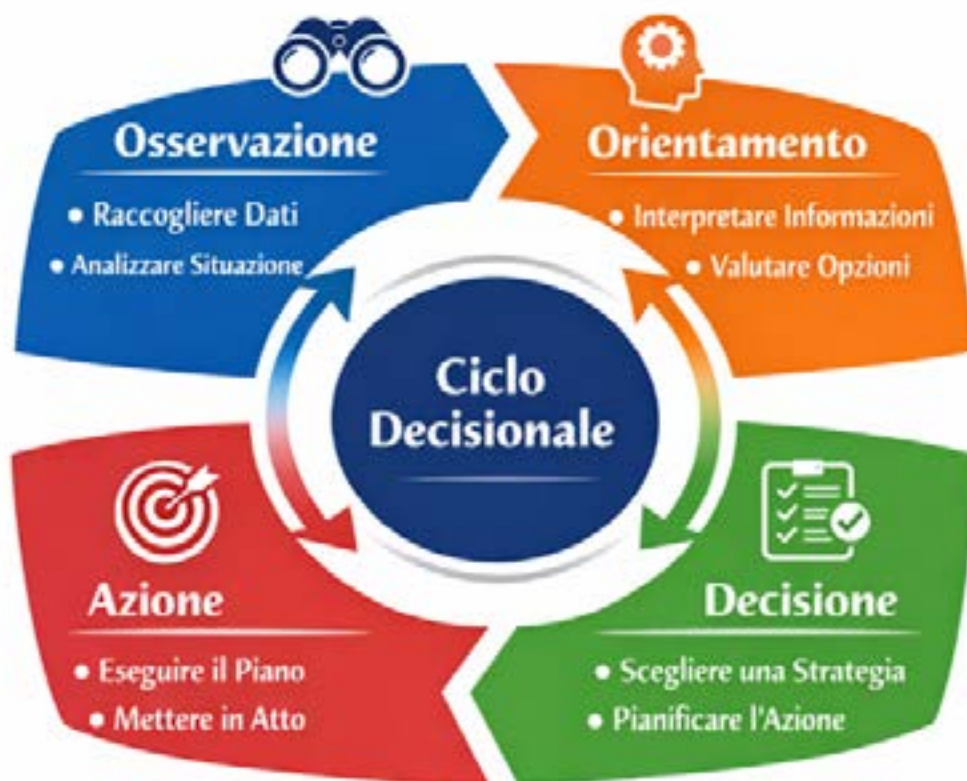 Osservazione
• Raccogliere Dati
• Analizzare Situazione
Orientamento
• Interpretare Informazioni
• Valutare Opzioni
Ciclo
Decisionale
Azione
• Eseguire il Piano
• Mettere in Atto
Decisione
• Scegliere una Strategia
• Pianificare l'Azione